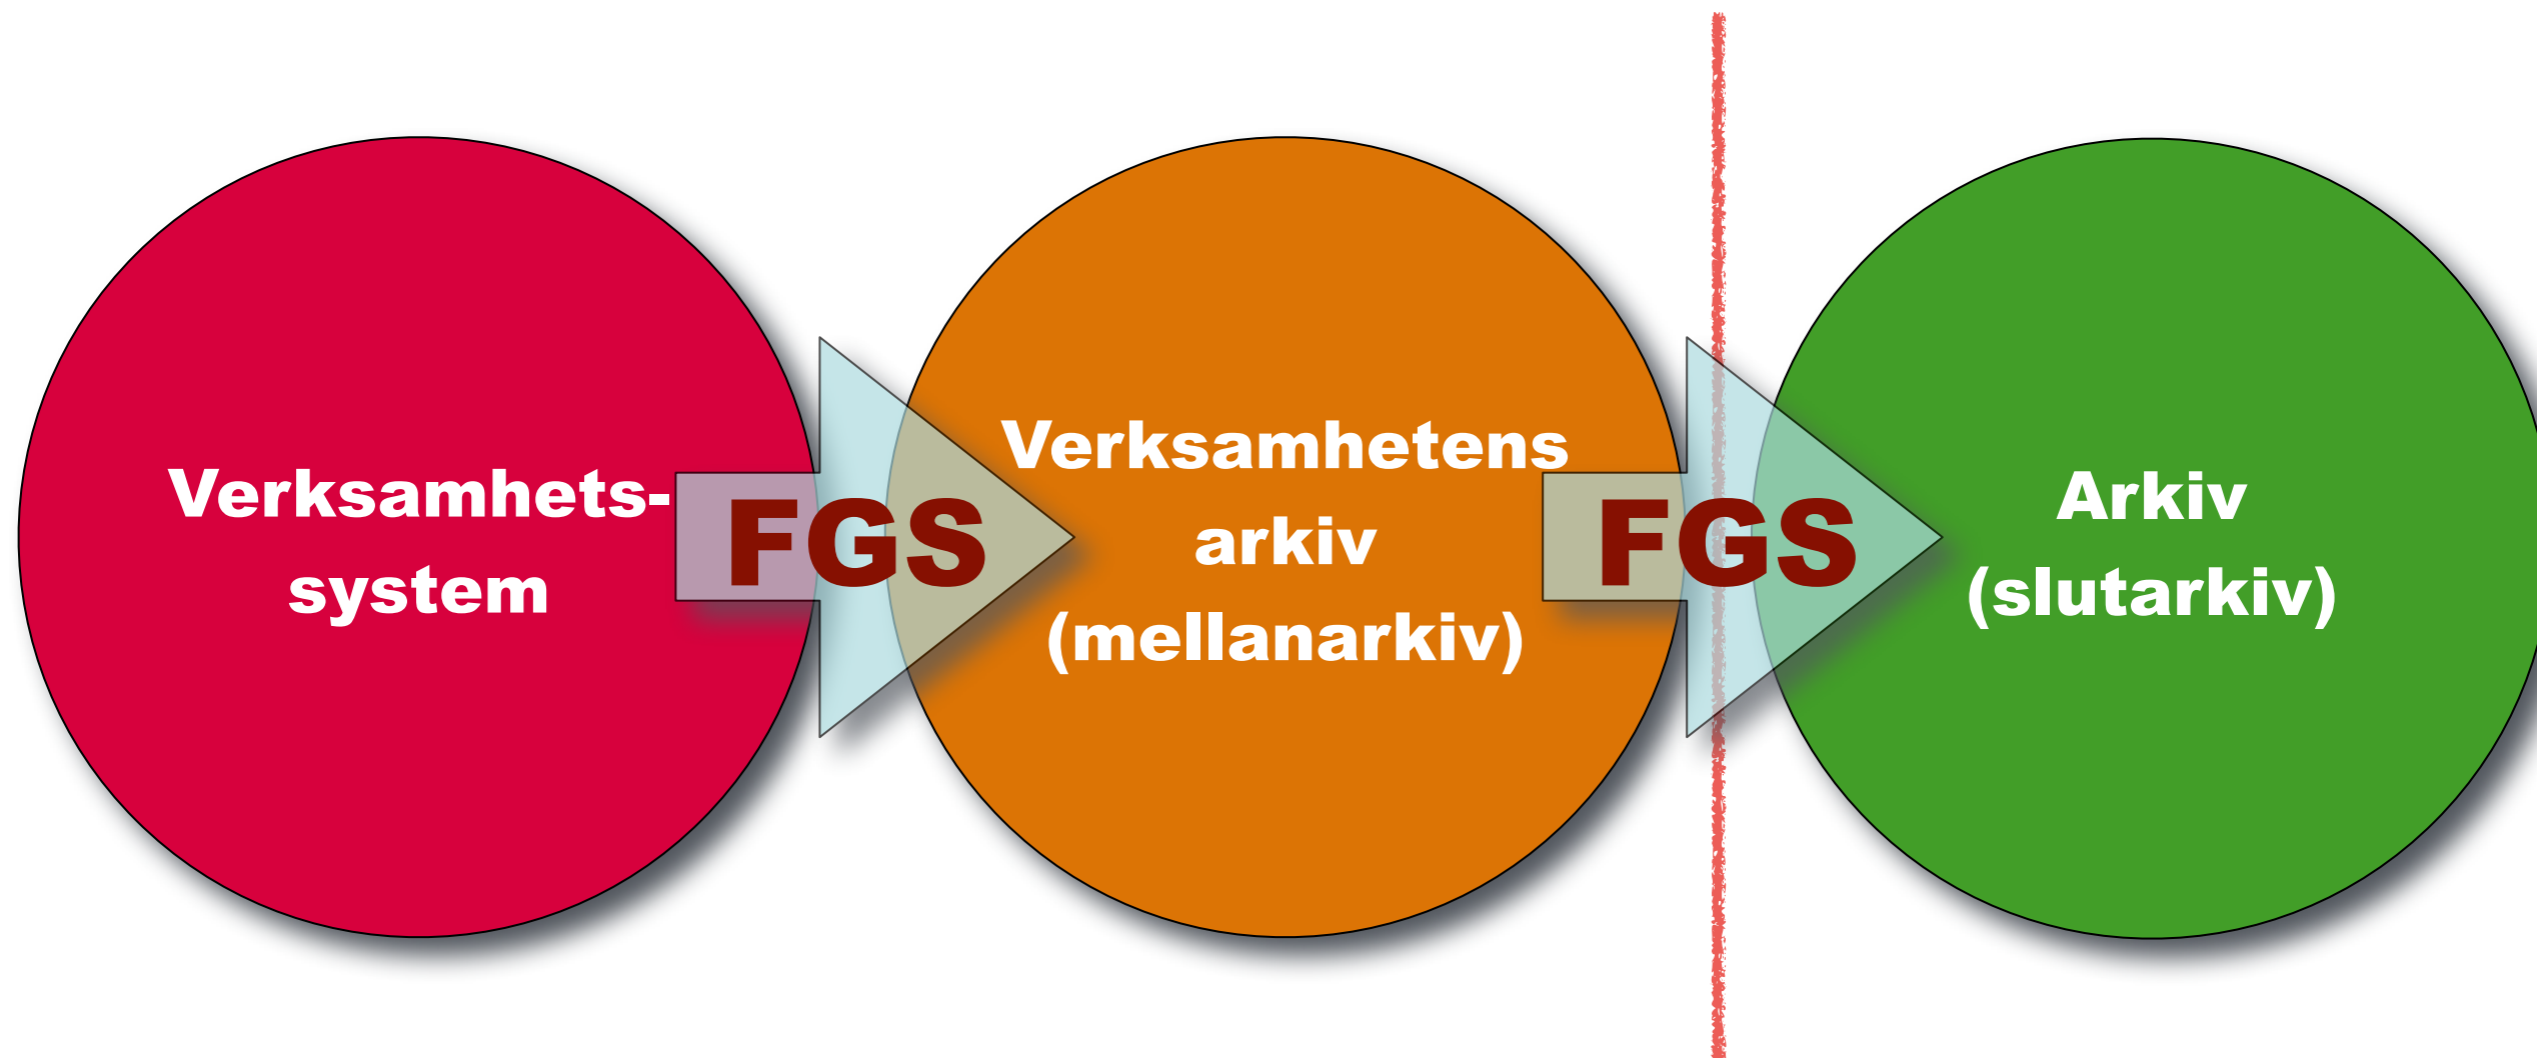 Verksamhets-
system
FGS
Verksamhetens
arkiv
(mellanarkiv)
FGS
Arkiv
(slutarkiv)